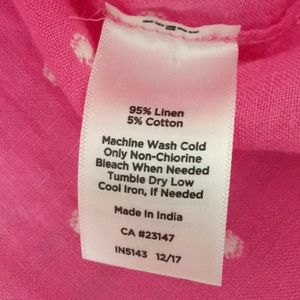 95% Linen
5% Cotton
Machine Wash Cold
Only Non-Chlorine
Bleach When Needed
Tumble Dry Low
Cool Iron, If Needed
Made In India
CA #23147
IN5143 12/17